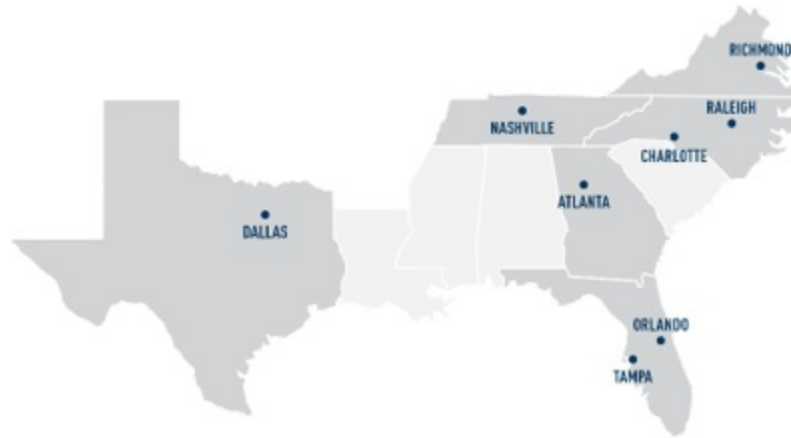 RICHMOND
RALEIGH
NASHVILLE
CHARLOTTE
ATLANTA
DALLAS
ORLANDO
TAMPA